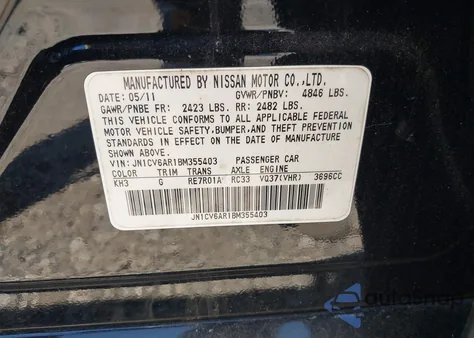 MANUFACTURED BY NISSAN MOTOR CO.,LTD.
DATE: 05/11 GVWR/PNBV: 4846 LBS.
GAWR/PNBE FR: 2423 LBS. RR: 2482 LBS.
THIS VEHICLE CONFORMS TO ALL APPLICABLE FEDERAL
MOTOR VEHICLE SAFETY,BUMPER,AND THEFT PREVENTION
STANDARDS IN EFFECT ON THE DATE OF MANUFACTURE
SHOWN ABOVE.
VIN: JN1CV6AR1BM355403 PASSENGER CAR
COLOR TRIM TRANS AXLE ENGINE
KH3 G RE7R01A RC33 VQ37(VHR) 3696CC
JN1CV6AR1BM355403